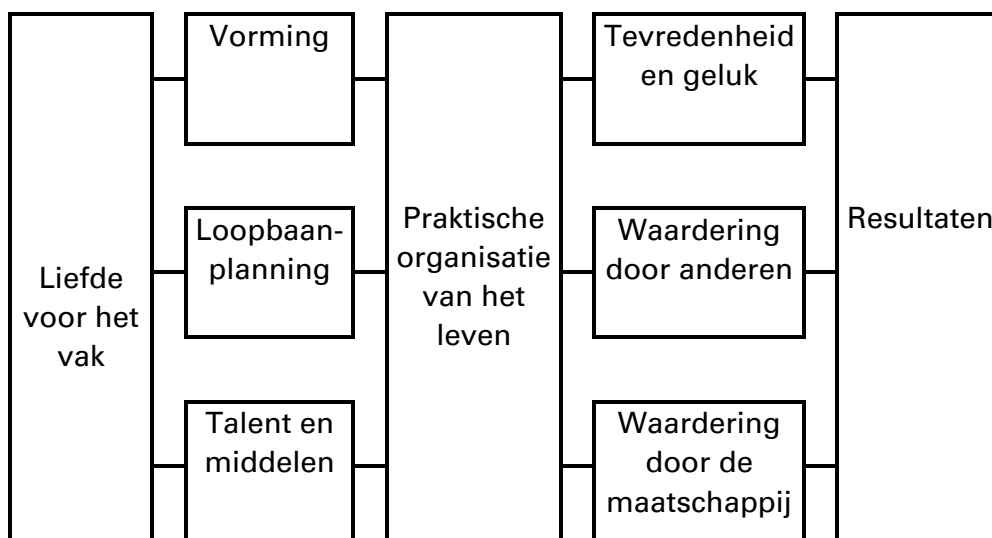 Liefde
voor het
vak
Vorming
Loopbaan-
planning
Talent en
middelen
Praktische
organisatie
van het
leven
Tevredenheid
en geluk
Waardering
door anderen
Waardering
door de
maatschappij
Resultaten